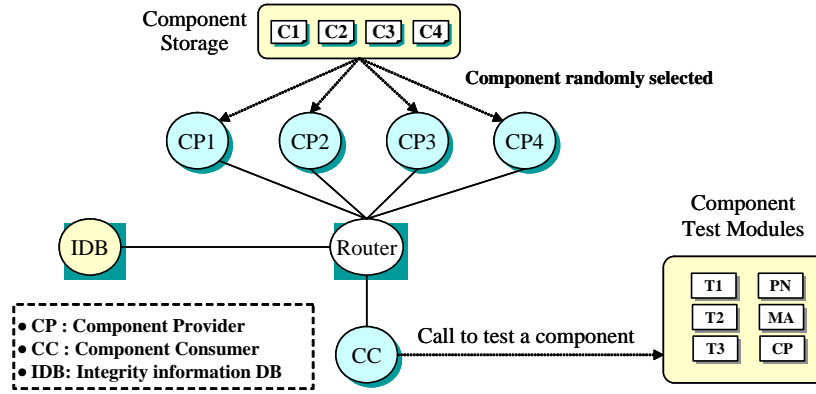 Component
Storage
C1 C2 C3 C4
Component randomly selected
CP1 CP2 CP3 CP4
Component
Test Modules
IDB Router
T1 PN
T2 MA
T3 CP
• CP : Component Provider
• CC : Component Consumer
• IDB: Integrity information DB
CC
Call to test a component